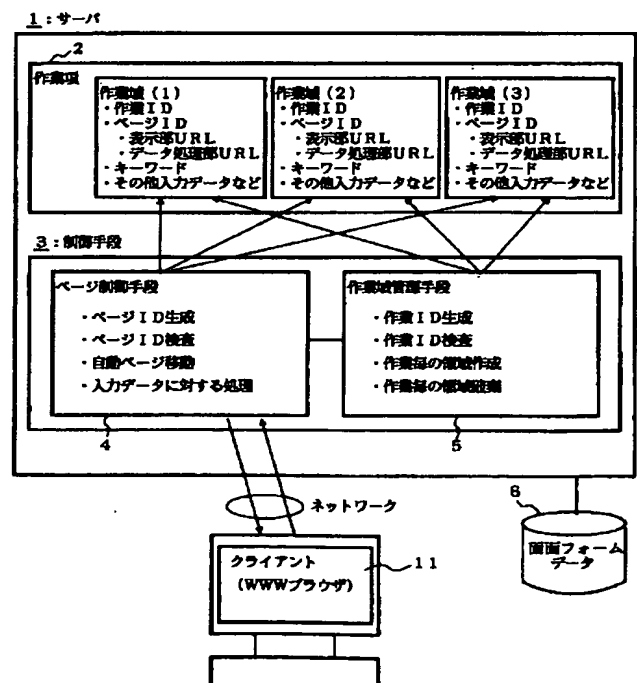 1:サーバ
2
作業域
作業域(1)
・作業ID
・ページID
・表示部URL
・データ処理部URL
・キーワード
・その他入力データなど
作業域(2)
・作業ID
・ページID
・表示部URL
・データ処理部URL
・キーワード
・その他入力データなど
作業域(3)
・作業ID
・ページID
・表示部URL
・データ処理部URL
・キーワード
・その他入力データなど
3:制御手段
ページ制御手段
・ページID生成
・ページID検査
・自動ページ移動
・入力データに対する処理
4
作業域管理手段
・作業ID生成
・作業ID検査
・作業毎の領域作成
・作業毎の領域破棄
5
ネットワーク
クライアント
(WWWブラウザ)
11
6
画面フォーム
データ